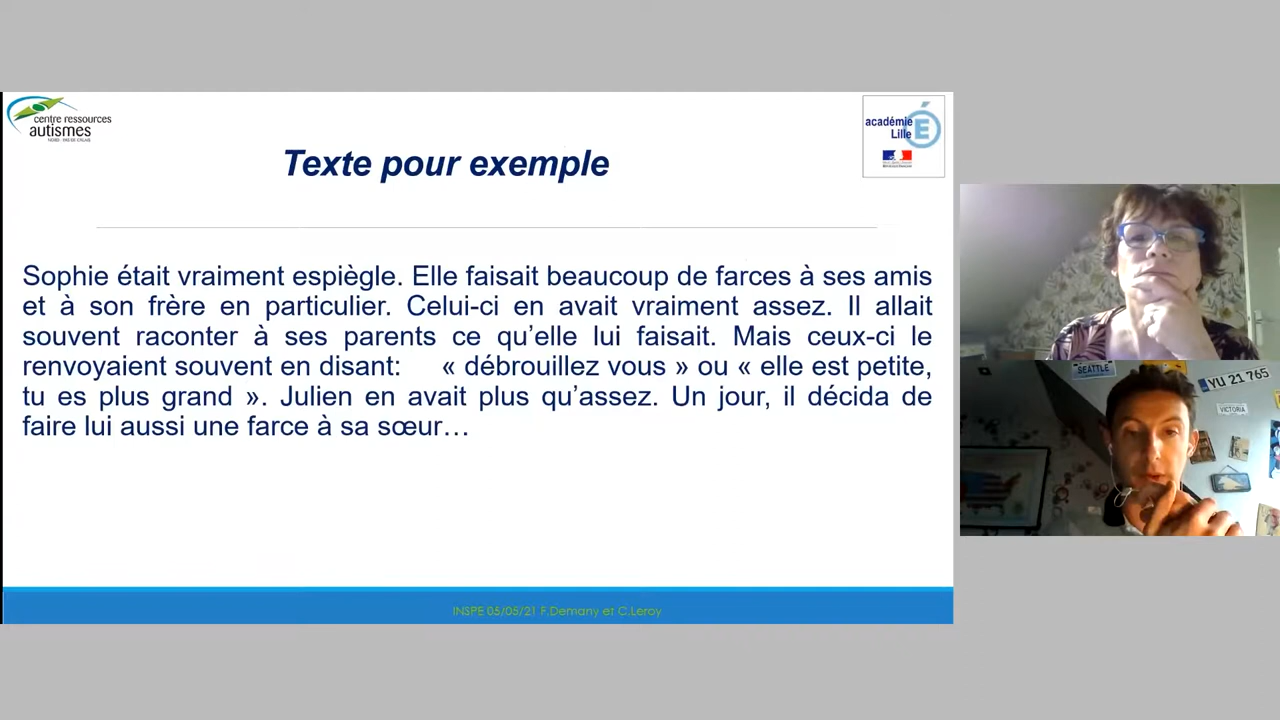 centre ressources
autismes
NORD - PAS DE CALAIS
académie
Lille
É
Texte pour exemple
Sophie était vraiment espiègle. Elle faisait beaucoup de farces à ses amis
et à son frère en particulier. Celui-ci en avait vraiment assez. Il allait
souvent raconter à ses parents ce qu’elle lui faisait. Mais ceux-ci le
renvoyaient souvent en disant: « débrouillez vous » ou « elle est petite,
tu es plus grand ». Julien en avait plus qu’assez. Un jour, il décida de
faire lui aussi une farce à sa sœur…
INSPE 05/05/21 F.Demany et C.Leroy
SEATTLE
YU 21 765
VICTORIA